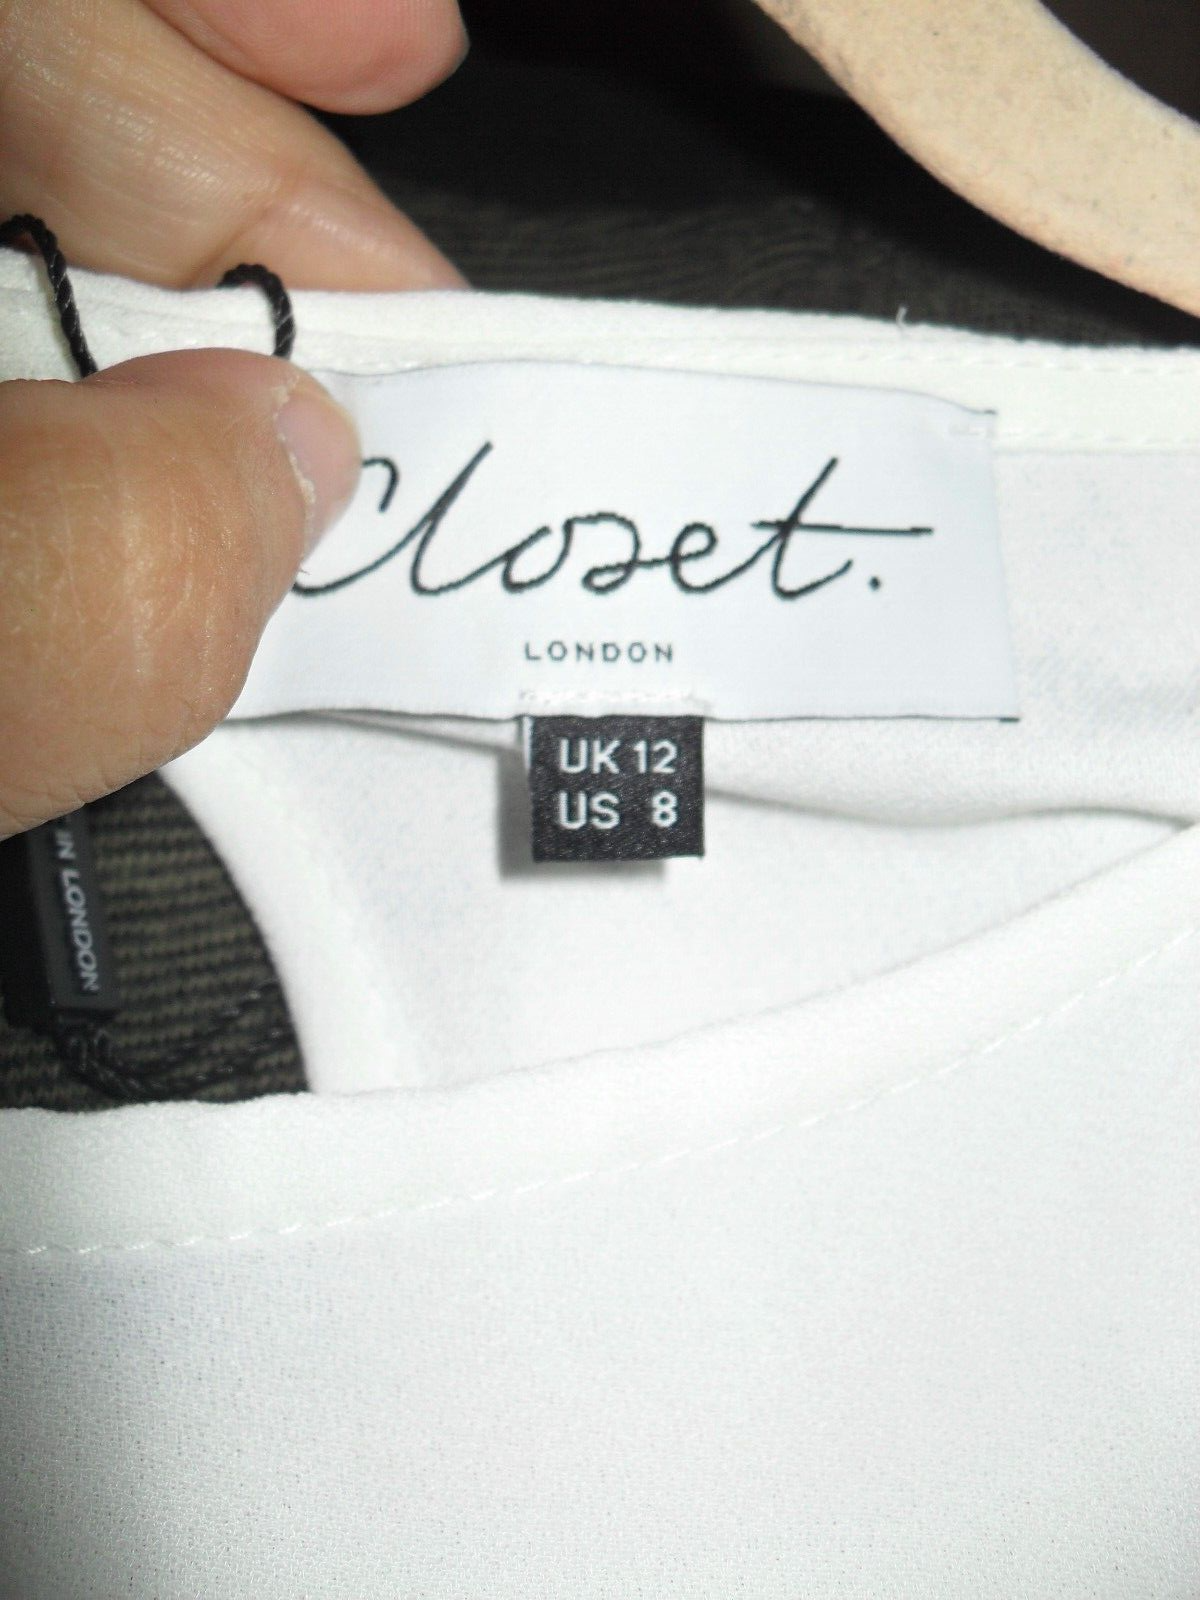 Closet.
LONDON
UK 12
US 8
IN LONDON